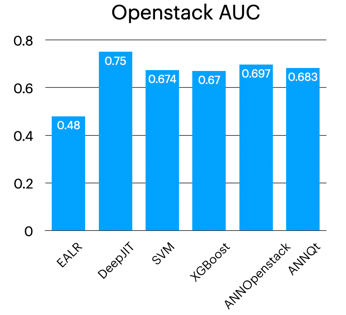 Openstack AUC
0.8
0.6
0.4
0.2
0
0.48
0.75
0.674
0.67
0.697
0.683
EALR
DeepJIT
SVM
XGBoost
ANNOpenstack
ANNQt